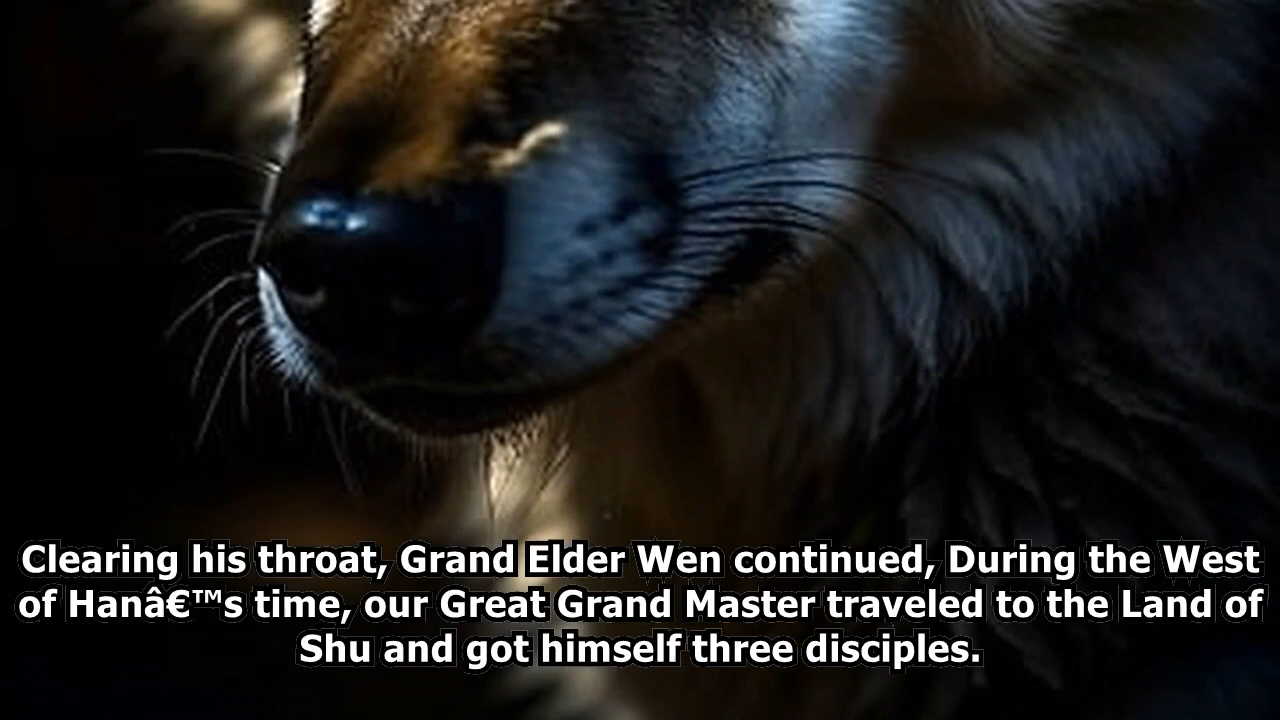 Clearing his throat, Grand Elder Wen continued, During the West
of Hanâ€™s time, our Great Grand Master traveled to the Land of
Shu and got himself three disciples.